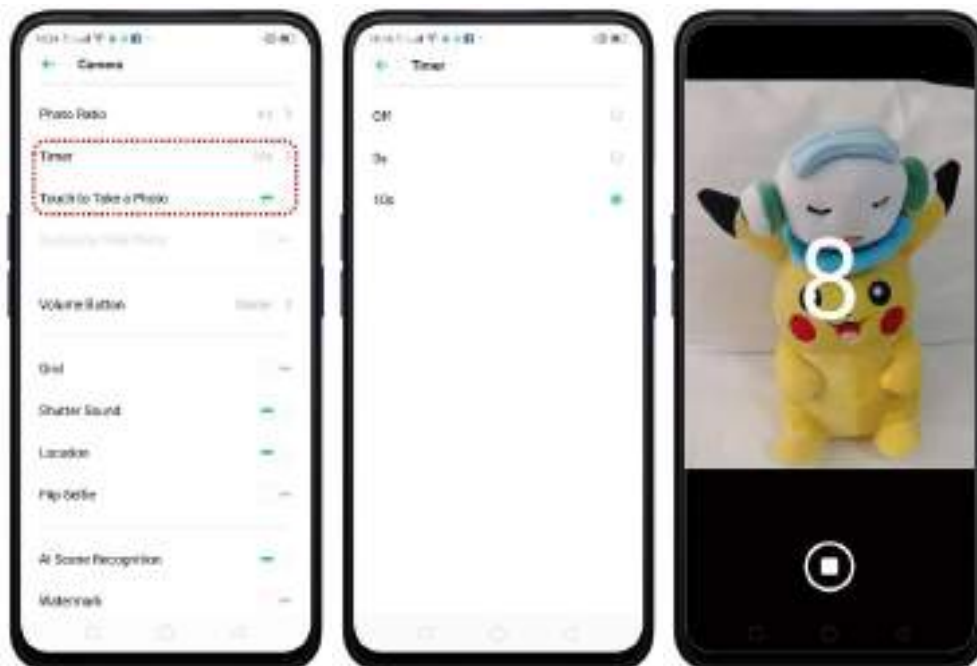 Camera
Photo Ratio
Timer
Touch to Take a Photo
Volume Button
Grid
Shutter Sound
Location
Flip Selfie
AI Scene Recognition
Watermark
Timer
Off
3s
10s
8